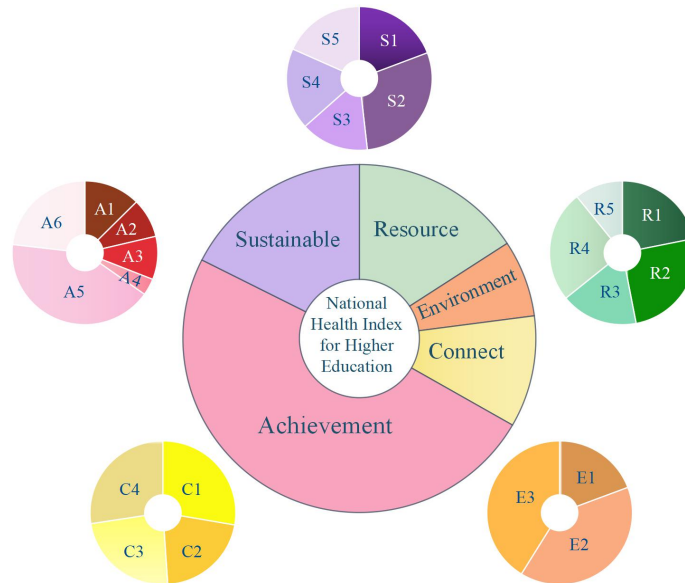 S5
S1
S4
S2
S3
A6
A1
A2
A3
A4
A5
Sustainable
Resource
Environment
Connect
Achievement
National
Health Index
for Higher
Education
R5
R1
R4
R2
R3
C4
C1
C3
C2
E3
E1
E2